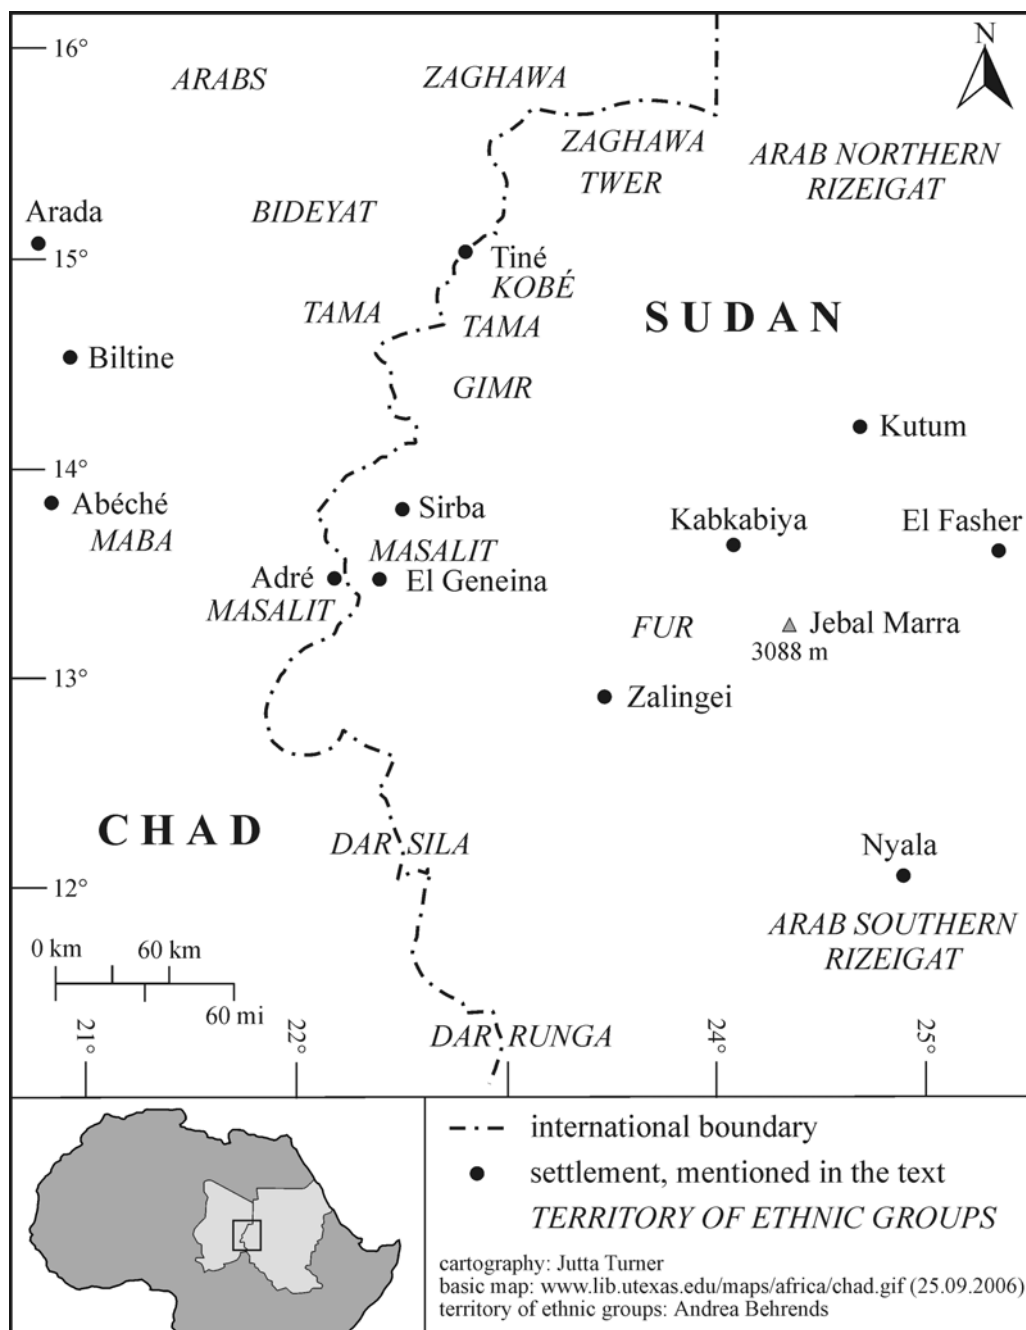 16°
N
ARABS
ZAGHAWA
ZAGHAWA
TWER
ARAB NORTHERN
RIZEIGAT
Arada
BIDEYAT
15°
Tiné
KOBÉ
TAMA
TAMA
SUDAN
Biltine
GIMR
Kutum
14°
Abéché
MABA
Sirba
Kabkabiya
El Fasher
MASALIT
Adré
El Geneina
MASALIT
FUR
Jebal Marra
3088 m
13°
Zalingei
CHAD
DAR SILA
Nyala
12°
ARAB SOUTHERN
RIZEIGAT
0 km 60 km
60 mi
21°
22°
24°
25°
DAR RUNGA
international boundary
settlement, mentioned in the text
TERRITORY OF ETHNIC GROUPS
cartography: Jutta Turner
basic map: www.lib.utexas.edu/maps/africa/chad.gif (25.09.2006)
territory of ethnic groups: Andrea Behrends